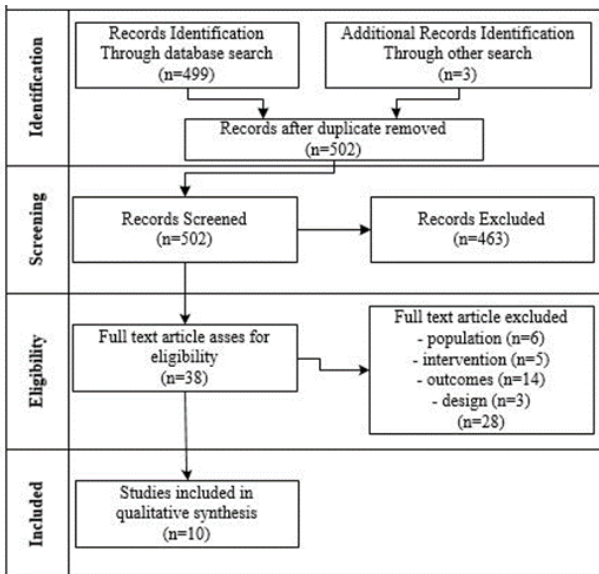 Identification
Records Identification
Through database search
(n=499)
Additional Records Identification
Through other search
(n=3)
Records after duplicate removed
(n=502)
Screening
Records Screened
(n=502)
Records Excluded
(n=463)
Eligibility
Full text article asses for
eligibility
(n=38)
Full text article excluded
- population (n=6)
- intervention (n=5)
- outcomes (n=14)
- design (n=3)
(n=28)
Included
Studies included in
qualitative synthesis
(n=10)